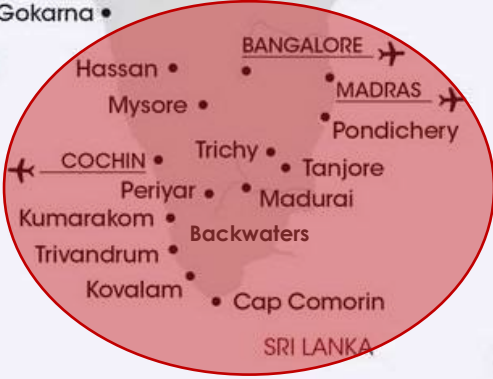 Gokarna
BANGALORE
Hassan
MADRAS
Mysore
Pondichery
Trichy
COCHIN
Tanjore
Periyar
Madurai
Kumarakom
Backwaters
Trivandrum
Kovalam
Cap Comorin
SRI LANKA